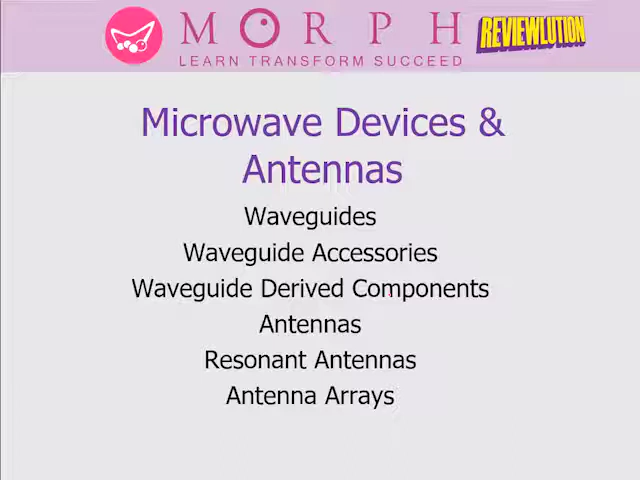 MORPH
REVIEWLUTION
LEARN TRANSFORM SUCCEED
Microwave Devices &
Antennas
Waveguides
Waveguide Accessories
Waveguide Derived Components
Antennas
Resonant Antennas
Antenna Arrays